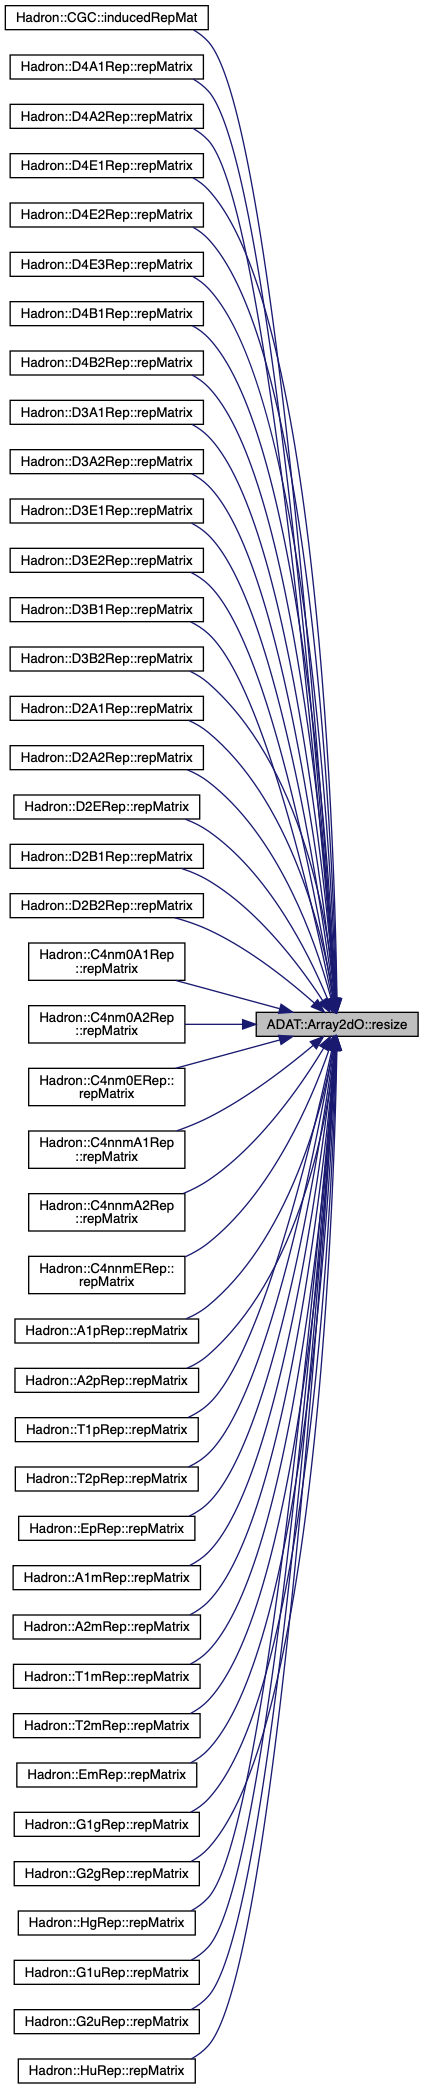 Hadron::CGC::inducedRepMat
Hadron::D4A1Rep::repMatrix
Hadron::D4A2Rep::repMatrix
Hadron::D4E1Rep::repMatrix
Hadron::D4E2Rep::repMatrix
Hadron::D4E3Rep::repMatrix
Hadron::D4B1Rep::repMatrix
Hadron::D4B2Rep::repMatrix
Hadron::D3A1Rep::repMatrix
Hadron::D3A2Rep::repMatrix
Hadron::D3E1Rep::repMatrix
Hadron::D3E2Rep::repMatrix
Hadron::D3B1Rep::repMatrix
Hadron::D3B2Rep::repMatrix
Hadron::D2A1Rep::repMatrix
Hadron::D2A2Rep::repMatrix
Hadron::D2ERep::repMatrix
Hadron::D2B1Rep::repMatrix
Hadron::D2B2Rep::repMatrix
Hadron::C4nm0A1Rep
::repMatrix
Hadron::C4nm0A2Rep
::repMatrix
ADAT::Array2dO::resize
Hadron::C4nm0ERep::
repMatrix
Hadron::C4nnmA1Rep
::repMatrix
Hadron::C4nnmA2Rep
::repMatrix
Hadron::C4nnmERep::
repMatrix
Hadron::A1pRep::repMatrix
Hadron::A2pRep::repMatrix
Hadron::T1pRep::repMatrix
Hadron::T2pRep::repMatrix
Hadron::EpRep::repMatrix
Hadron::A1mRep::repMatrix
Hadron::A2mRep::repMatrix
Hadron::T1mRep::repMatrix
Hadron::T2mRep::repMatrix
Hadron::EmRep::repMatrix
Hadron::G1gRep::repMatrix
Hadron::G2gRep::repMatrix
Hadron::HgRep::repMatrix
Hadron::G1uRep::repMatrix
Hadron::G2uRep::repMatrix
Hadron::HuRep::repMatrix